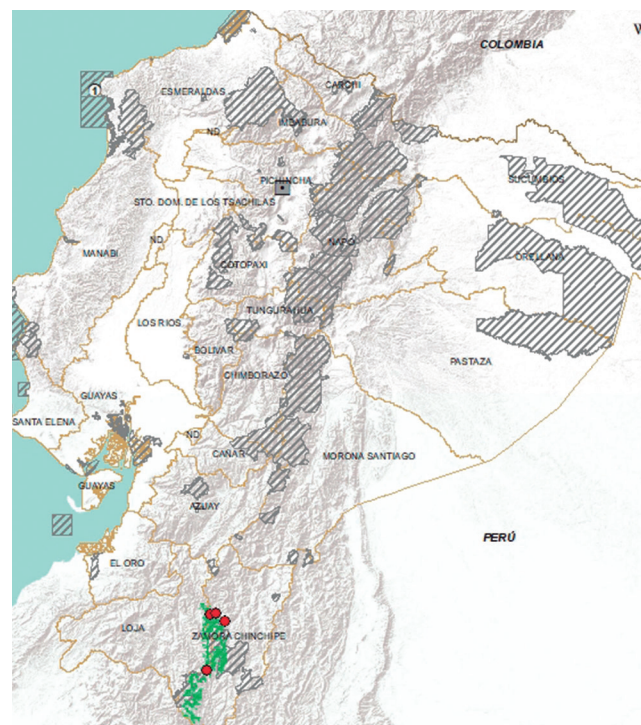 COLOMBIA
V
CARCHI
1
ESMERALDAS
IMBABURA
ND
PICHINCHA
SUCUMBIOS
STO. DOM. DE LOS TSACHILAS
ND
NAPO
MANABI
ORELLANA
COTOPAXI
TUNGURAHUA
LOS RIOS
BOLIVAR
PASTAZA
CHIMBORAZO
GUAYAS
SANTA ELENA
ND
CAÑAR
MORONA SANTIAGO
GUAYAS
AZUAY
PERÚ
EL ORO
LOJA
ZAMORA CHINCHIPE